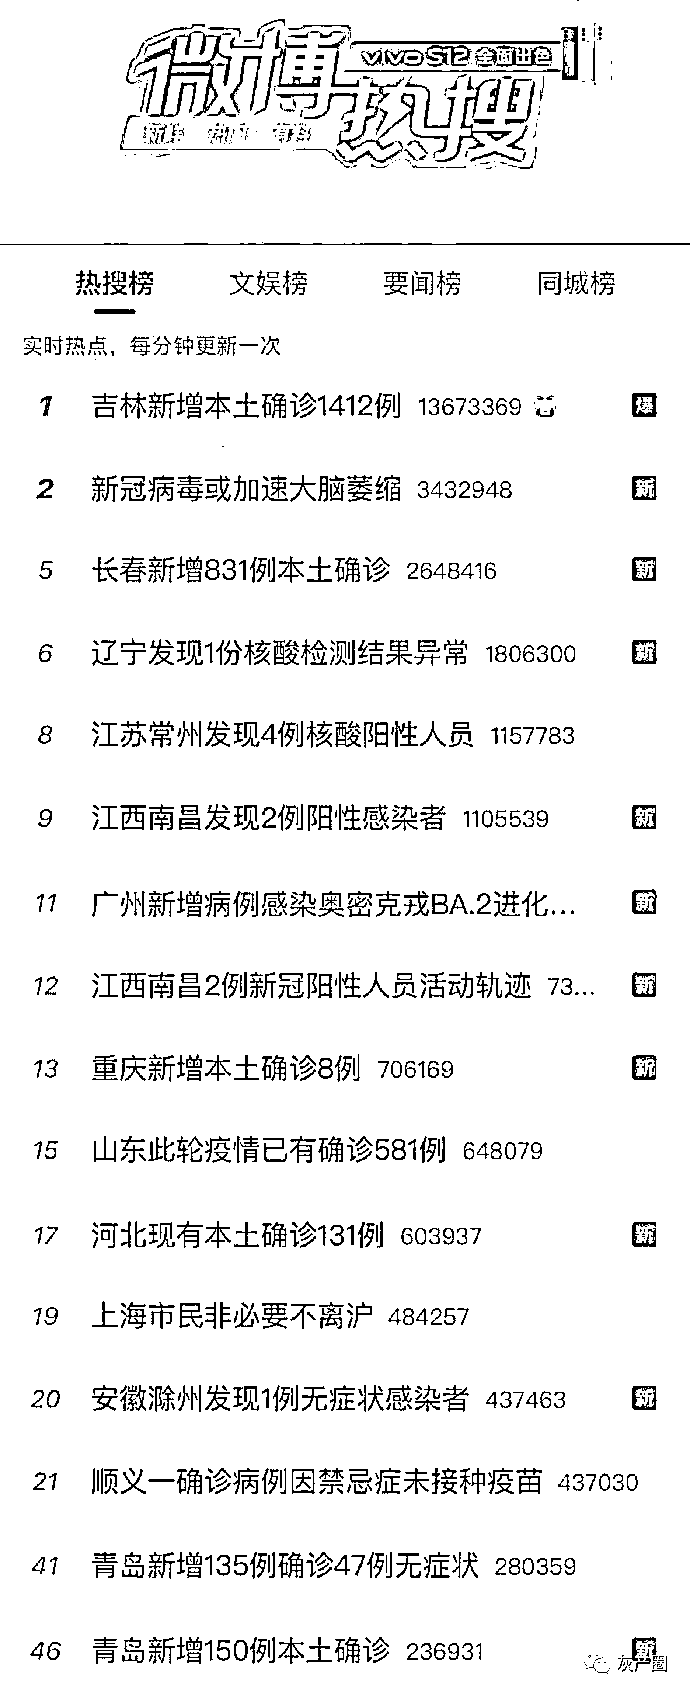 微博热搜
vivo S12 全面出色
新鲜 热门 有料
热搜榜 文娱榜 要闻榜 同城榜
实时热点，每分钟更新一次
1 吉林新增本土确诊1412例 13673369 爆
2 新冠病毒或加速大脑萎缩 3432948 新
5 长春新增831例本土确诊 2648416 新
6 辽宁发现1份核酸检测结果异常 1806300 新
8 江苏常州发现4例核酸阳性人员 1157783
9 江西南昌发现2例阳性感染者 1105539 新
11 广州新增病例感染奥密克戎BA.2进化... 新
12 江西南昌2例新冠阳性人员活动轨迹 73... 新
13 重庆新增本土确诊8例 706169 新
15 山东此轮疫情已有确诊581例 648079
17 河北现有本土确诊131例 603937 新
19 上海市民非必要不离沪 484257
20 安徽滁州发现1例无症状感染者 437463 新
21 顺义一确诊病例因禁忌症未接种疫苗 437030
41 青岛新增135例确诊47例无症状 280359
46 青岛新增150例本土确诊 236931 新
灰产圈